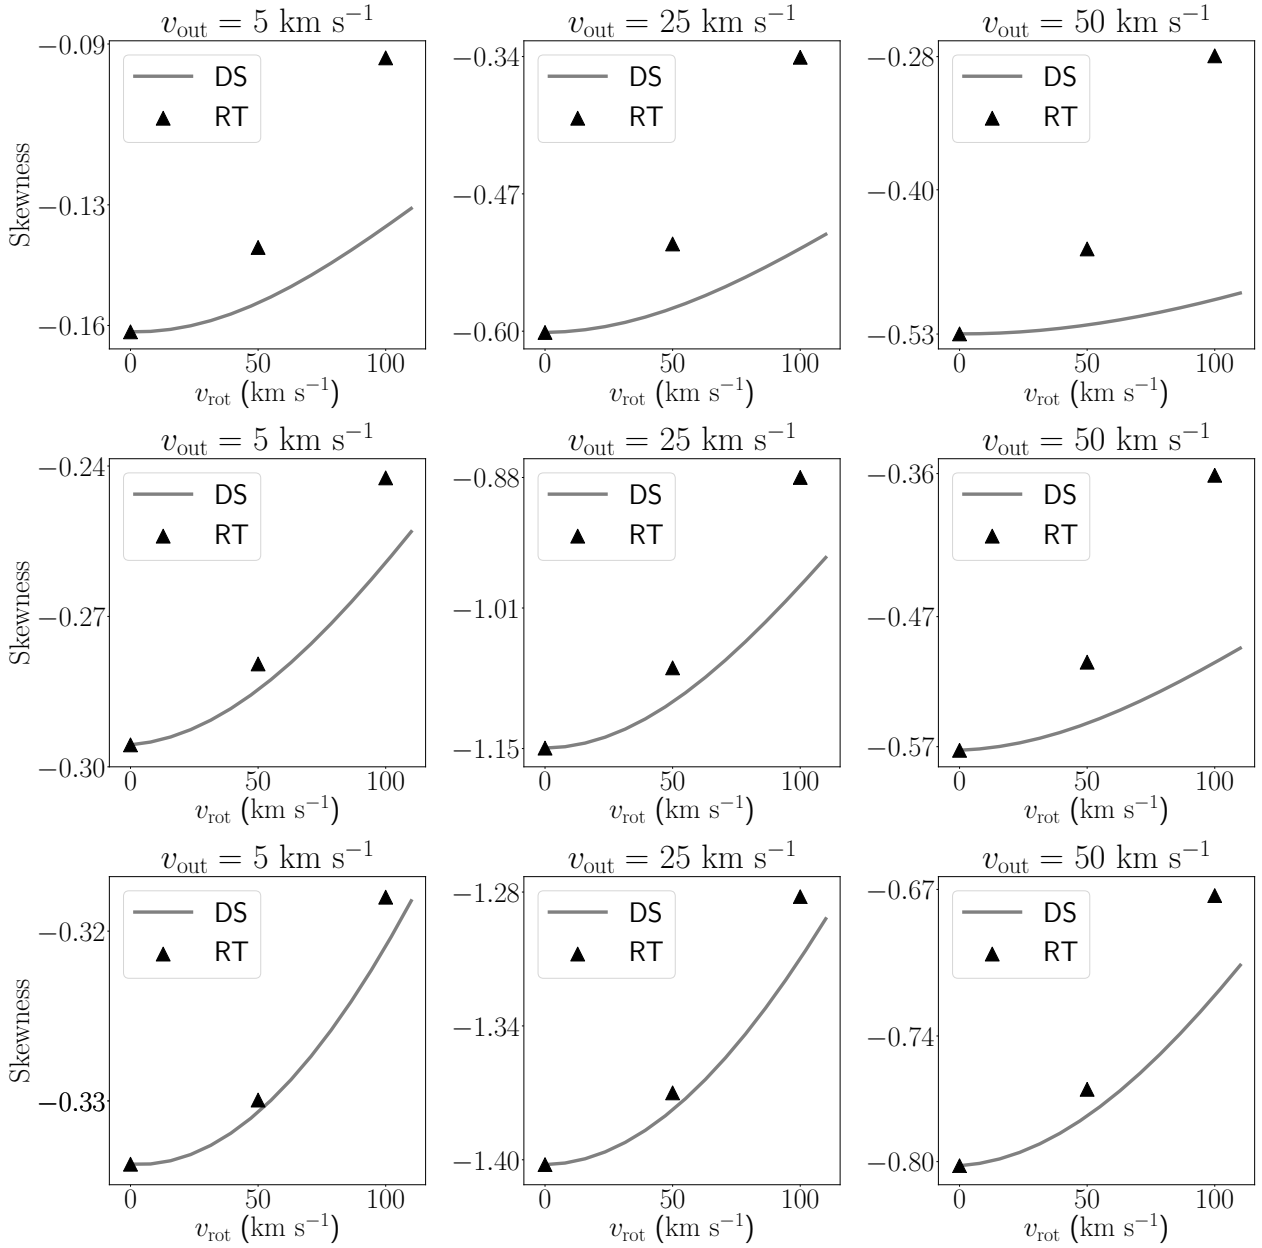 v_out = 5 km s⁻¹
−0.09
−0.13
−0.16
Skewness
DS
RT
0 50 100
v_rot (km s⁻¹)
v_out = 25 km s⁻¹
−0.34
−0.47
−0.60
DS
RT
0 50 100
v_rot (km s⁻¹)
v_out = 50 km s⁻¹
−0.28
−0.40
−0.53
DS
RT
0 50 100
v_rot (km s⁻¹)
v_out = 5 km s⁻¹
−0.24
−0.27
−0.30
Skewness
DS
RT
0 50 100
v_rot (km s⁻¹)
v_out = 25 km s⁻¹
−0.88
−1.01
−1.15
DS
RT
0 50 100
v_rot (km s⁻¹)
v_out = 50 km s⁻¹
−0.36
−0.47
−0.57
DS
RT
0 50 100
v_rot (km s⁻¹)
v_out = 5 km s⁻¹
−0.32
−0.33
Skewness
DS
RT
0 50 100
v_rot (km s⁻¹)
v_out = 25 km s⁻¹
−1.28
−1.34
−1.40
DS
RT
0 50 100
v_rot (km s⁻¹)
v_out = 50 km s⁻¹
−0.67
−0.74
−0.80
DS
RT
0 50 100
v_rot (km s⁻¹)